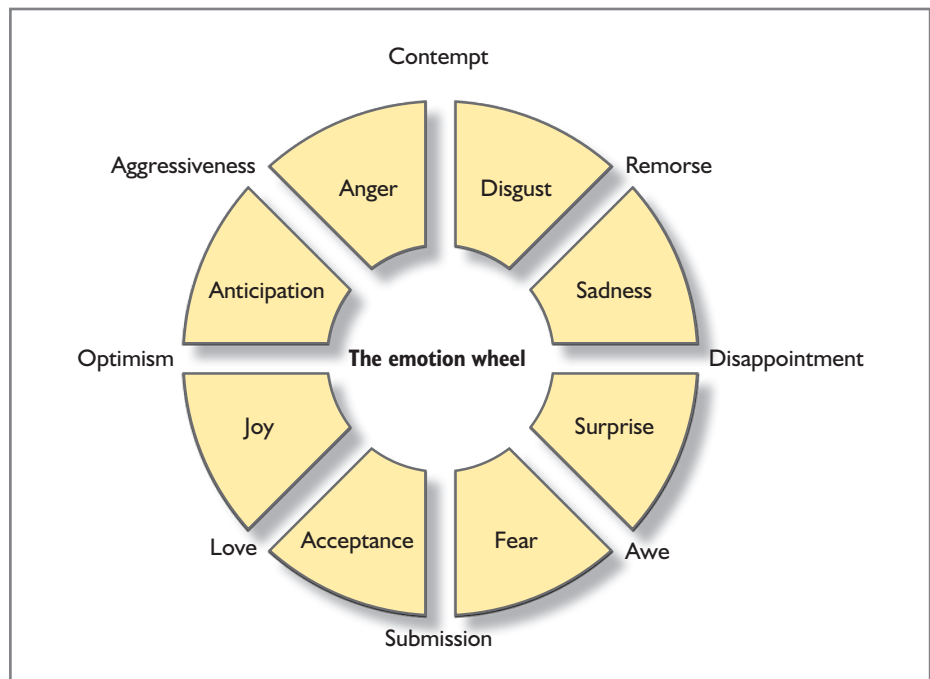 Contempt
Aggressiveness
Remorse
Anger
Disgust
Anticipation
Sadness
Optimism
The emotion wheel
Disappointment
Joy
Surprise
Love
Acceptance
Fear
Awe
Submission